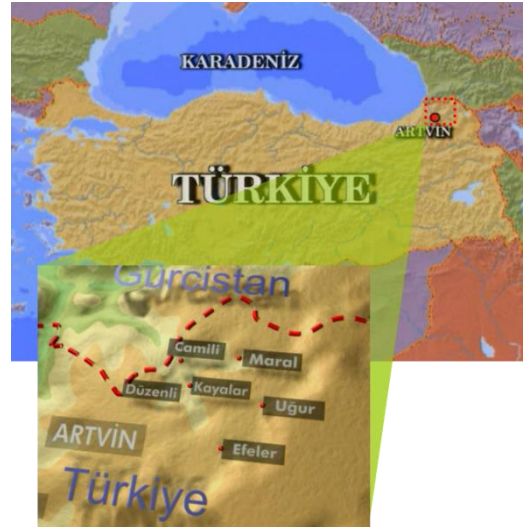 KARADENİZ
ARTVİN
TÜRKİYE
Gürcistan
Camili
Maral
Düzenli
Kayalar
Uğur
ARTVİN
Efeler
Türkiye